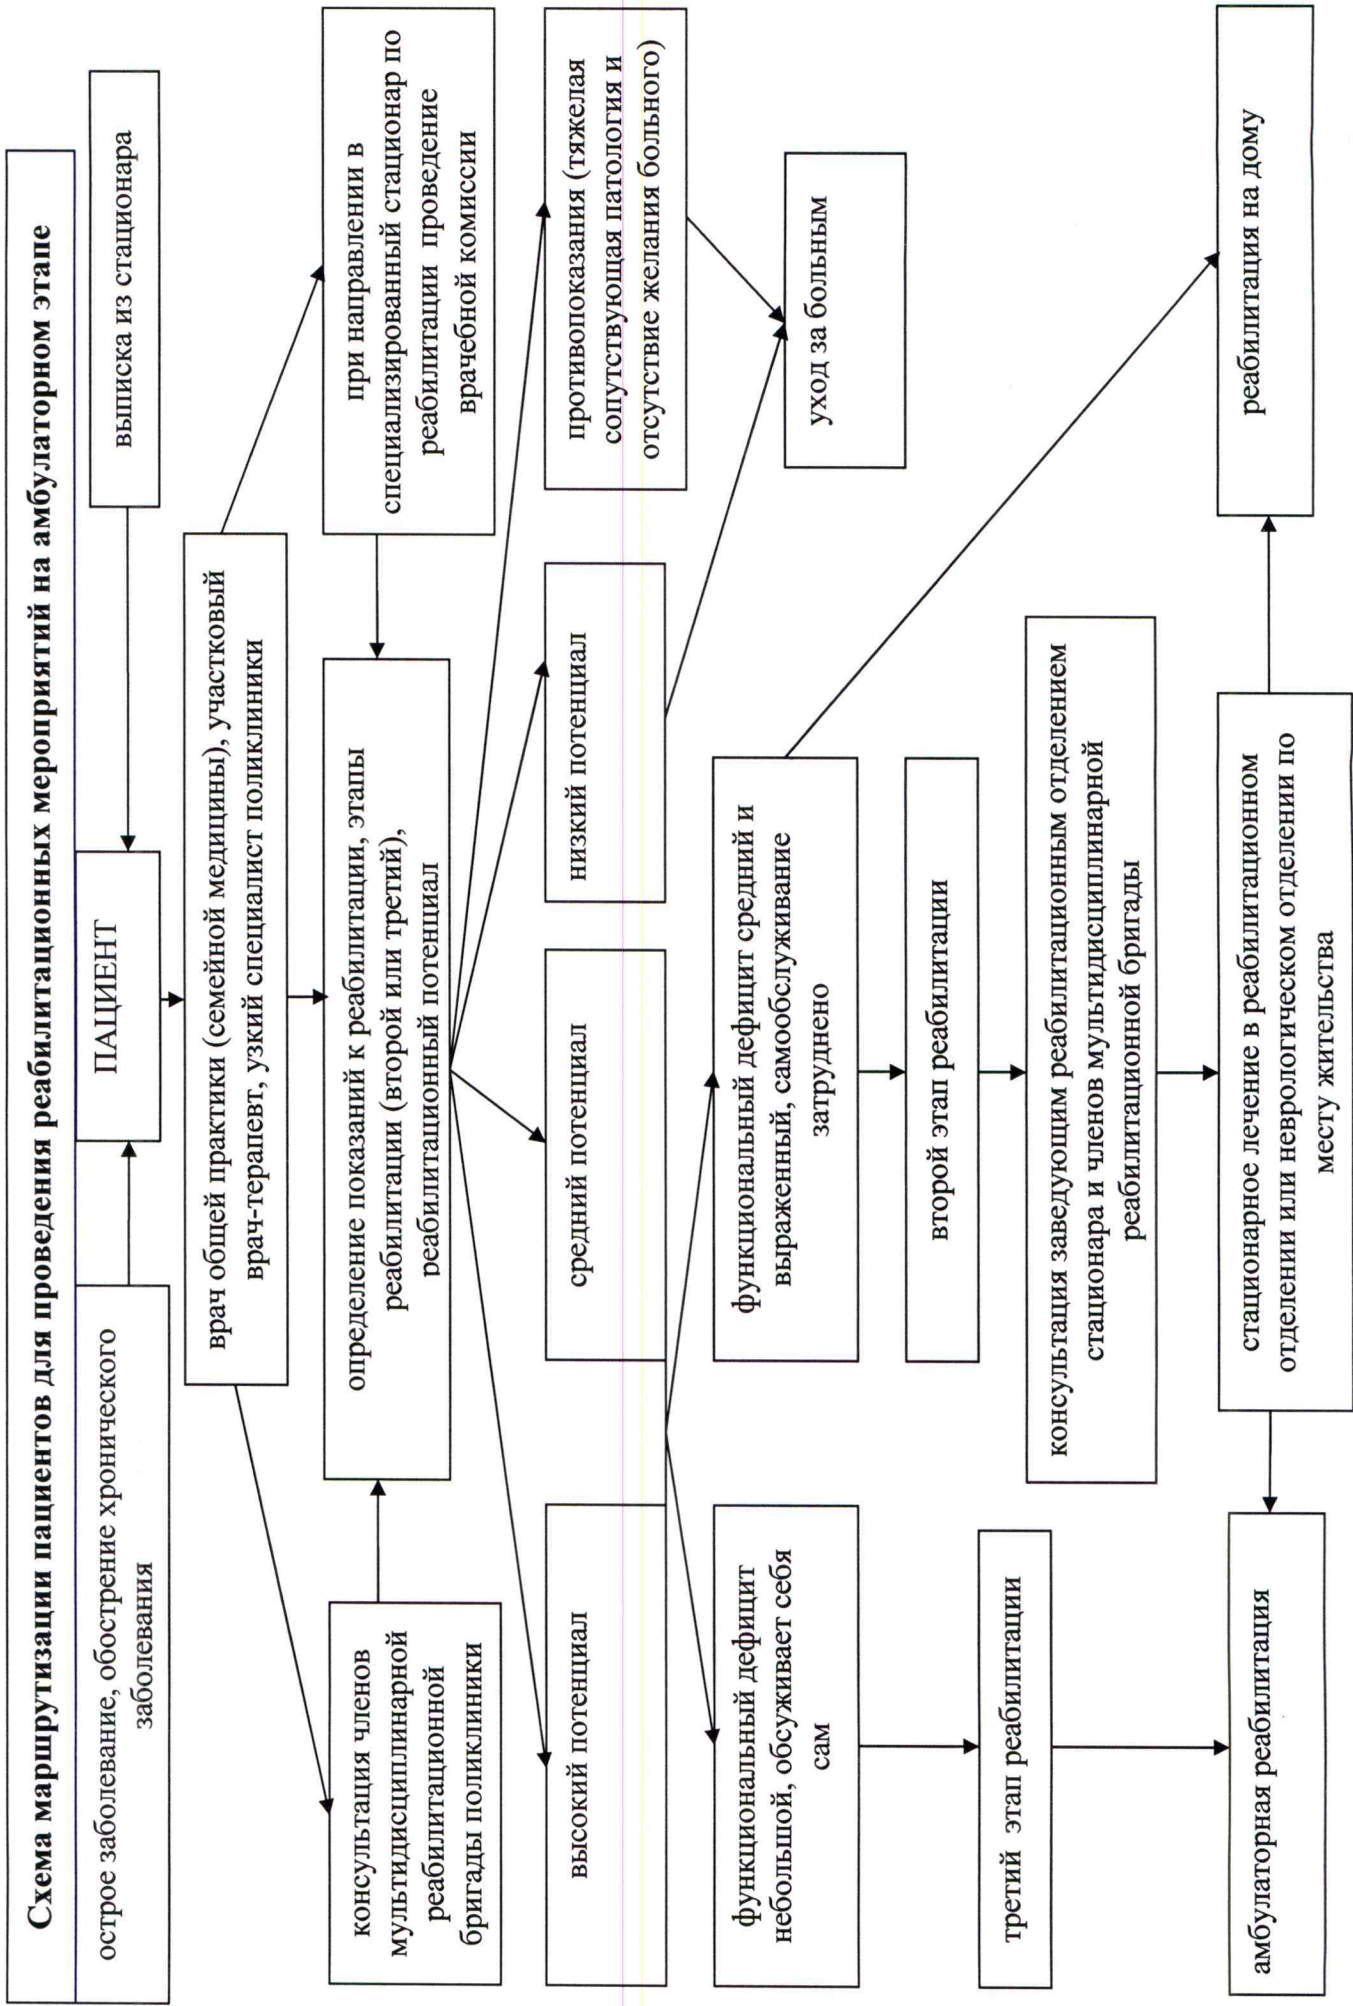 Схема маршрутизации пациентов для проведения реабилитационных мероприятий на амбулаторном этапе
острое заболевание, обострение хронического
заболевания
ПАЦИЕНТ
выписка из стационара
врач общей практики (семейной медицины), участковый
врач-терапевт, узкий специалист поликлиники
консультация членов
мультидисциплинарной
реабилитационной
бригады поликлиники
определение показаний к реабилитации, этапы
реабилитации (второй или третий),
реабилитационный потенциал
при направлении в
специализированный стационар по
реабилитации проведение
врачебной комиссии
высокий потенциал
средний потенциал
низкий потенциал
противопоказания (тяжелая
сопутствующая патология и
отсутствие желания больного)
уход за больным
функциональный дефицит
небольшой, обсуживает себя
сам
функциональный дефицит средний и
выраженный, самообслуживание
затруднено
третий этап реабилитации
второй этап реабилитации
консультация заведующим реабилитационным отделением
стационара и членов мультидисциплинарной
реабилитационной бригады
амбулаторная реабилитация
стационарное лечение в реабилитационном
отделении или неврологическом отделении по
месту жительства
реабилитация на дому